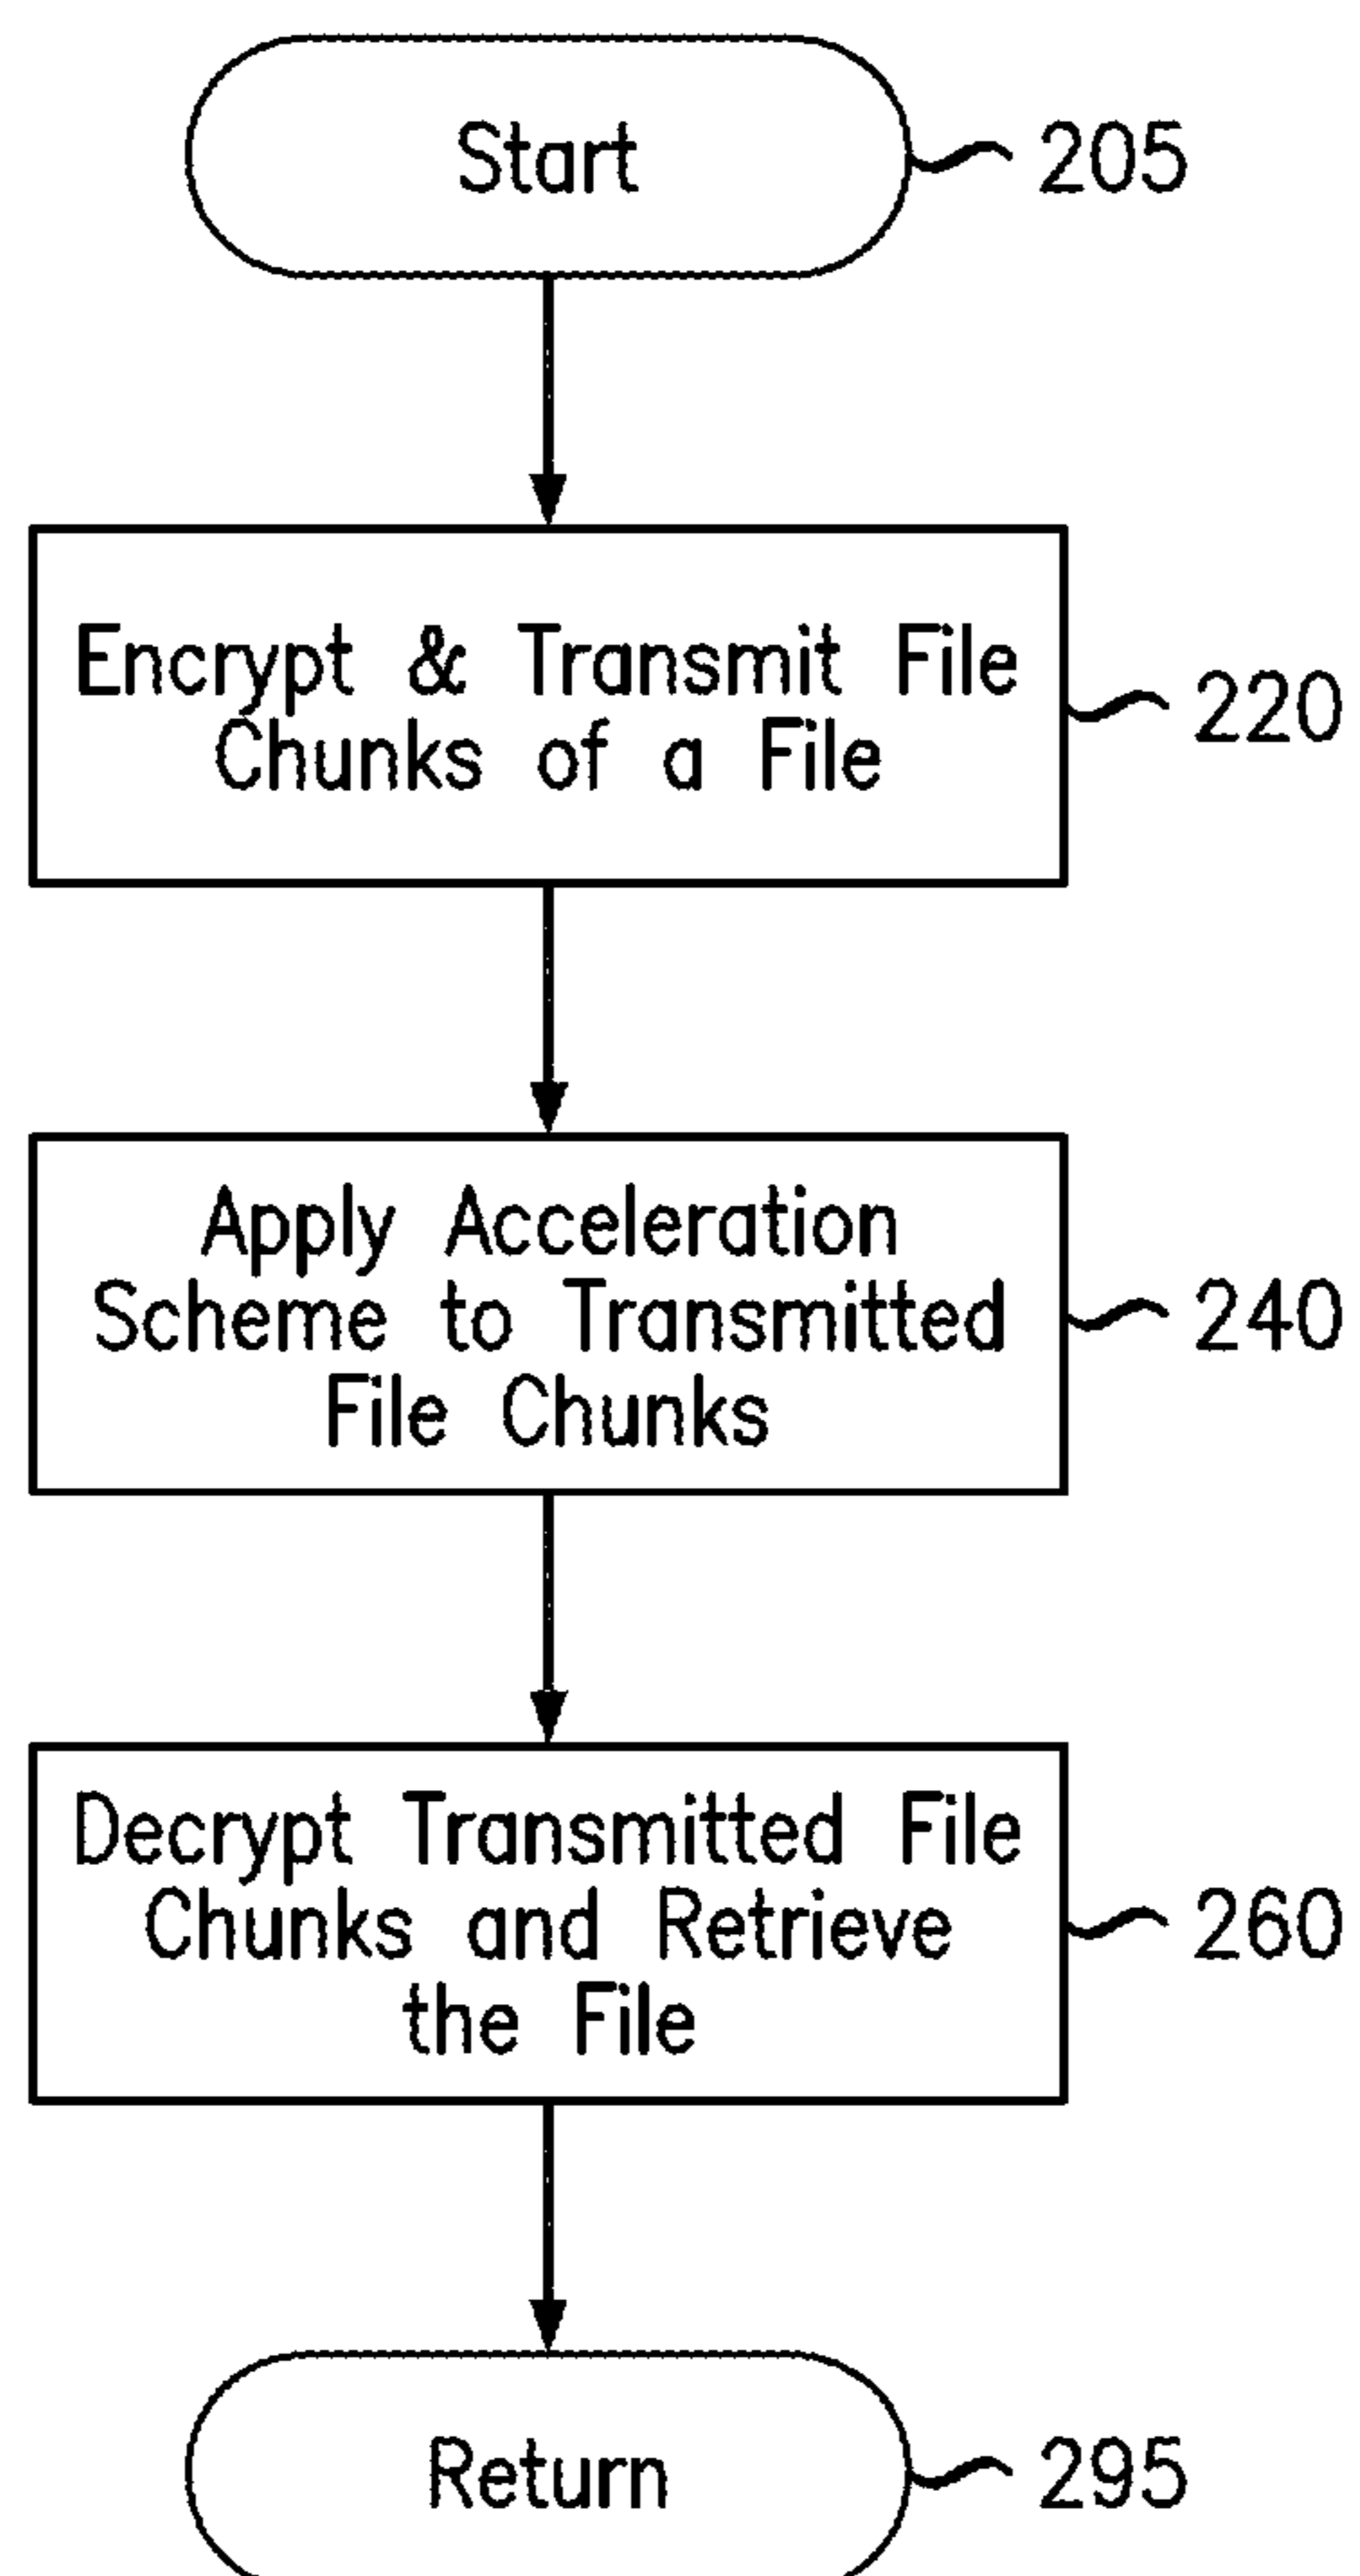 Start
205
Encrypt & Transmit File
Chunks of a File
220
Apply Acceleration
Scheme to Transmitted
File Chunks
240
Decrypt Transmitted File
Chunks and Retrieve
the File
260
Return
295